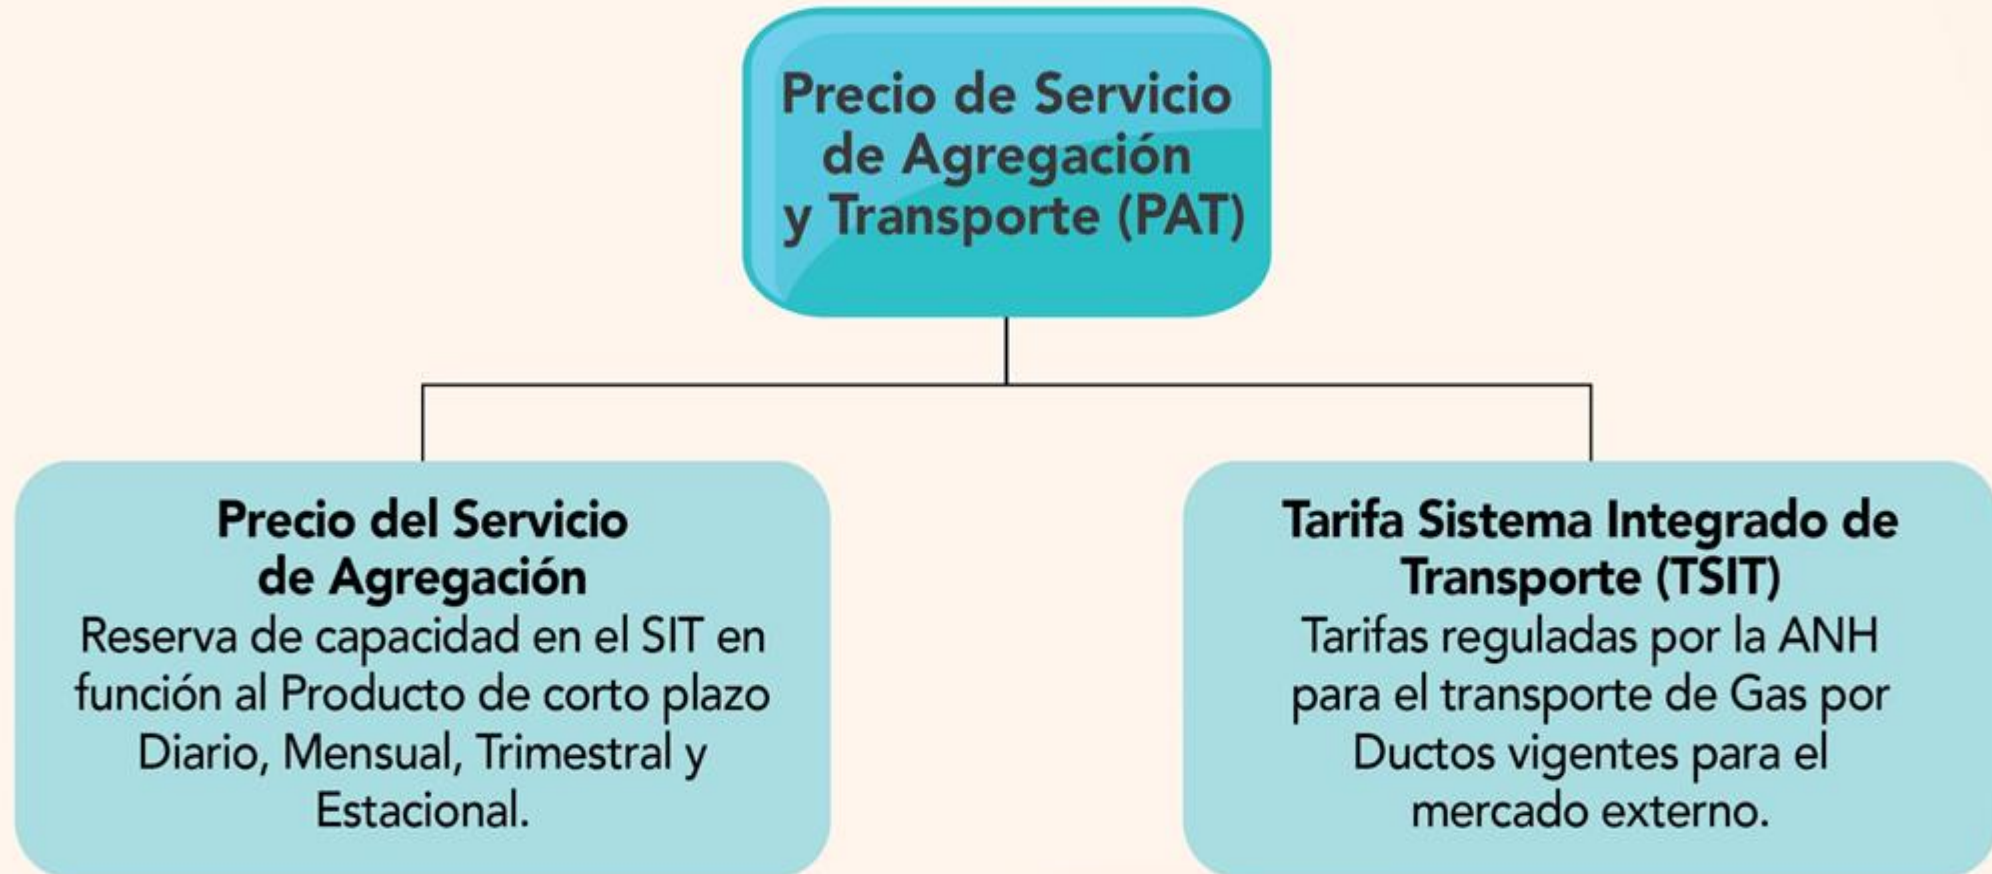 Precio de Servicio
de Agregación
y Transporte (PAT)
Precio del Servicio
de Agregación
Reserva de capacidad en el SIT en
función al Producto de corto plazo
Diario, Mensual, Trimestral y
Estacional.
Tarifa Sistema Integrado de
Transporte (TSIT)
Tarifas reguladas por la ANH
para el transporte de Gas por
Ductos vigentes para el
mercado externo.